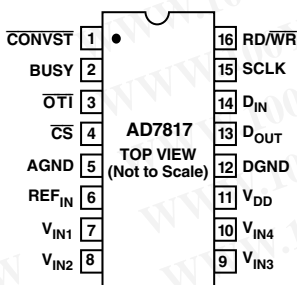 CONVST 1
BUSY 2
OTI 3
CS 4
AGND 5
REFIN 6
VIN1 7
VIN2 8
AD7817
TOP VIEW
(Not to Scale)
16 RD/WR
15 SCLK
14 DIN
13 DOUT
12 DGND
11 VDD
10 VIN4
9 VIN3